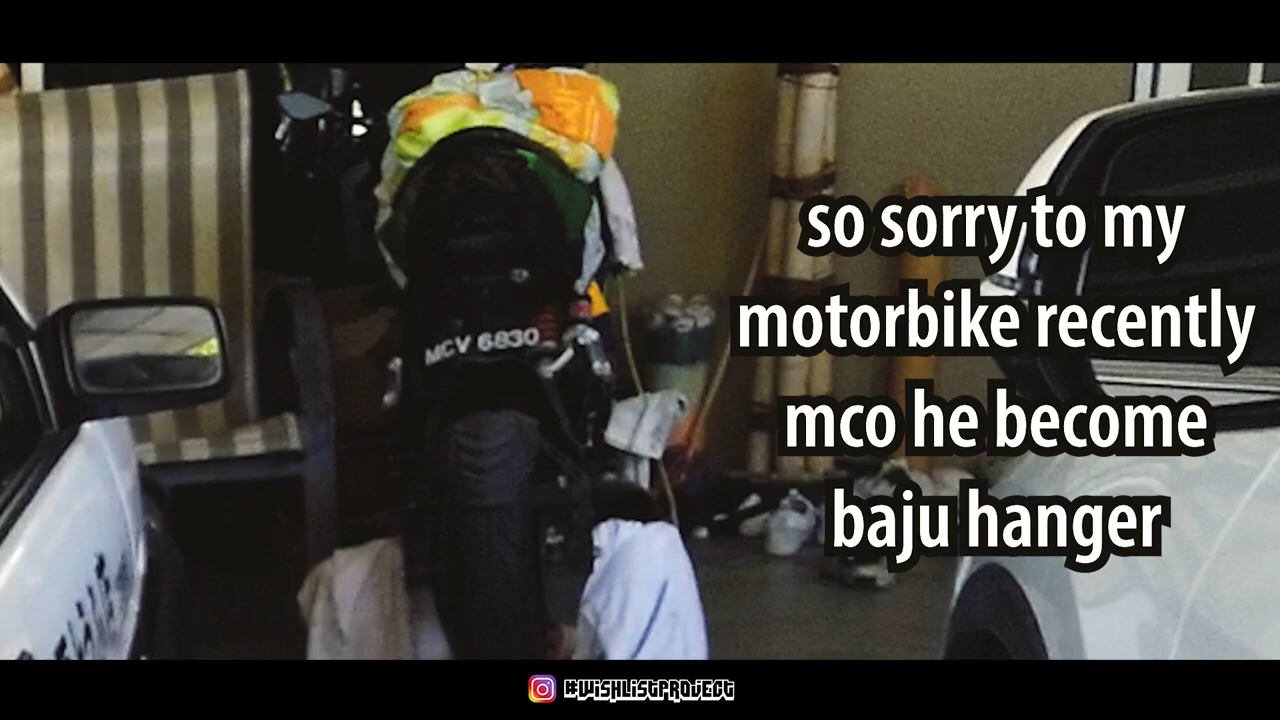 so sorry to my
motorbike recently
mco he become
baju hanger
MCV 6830
#WISHLISTPROJECT